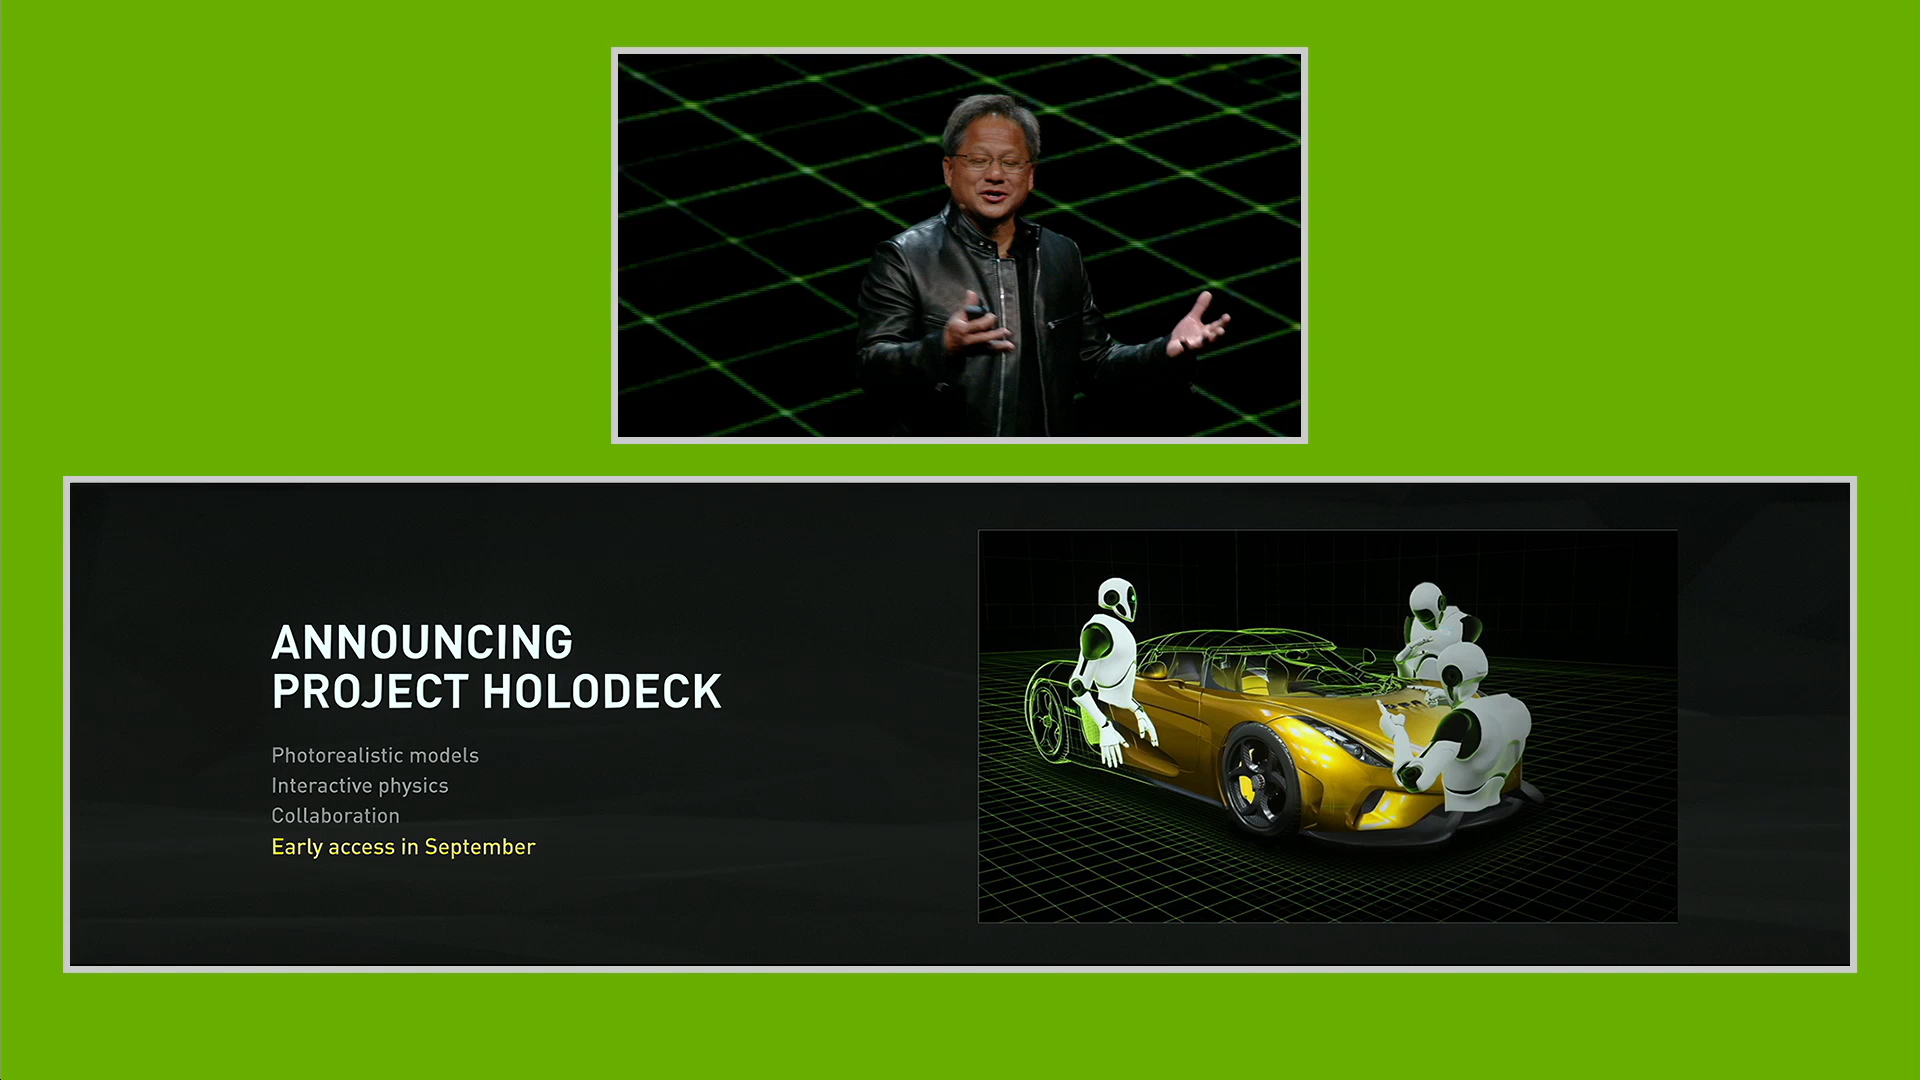 ANNOUNCING
PROJECT HOLODECK
Photorealistic models
Interactive physics
Collaboration
Early access in September